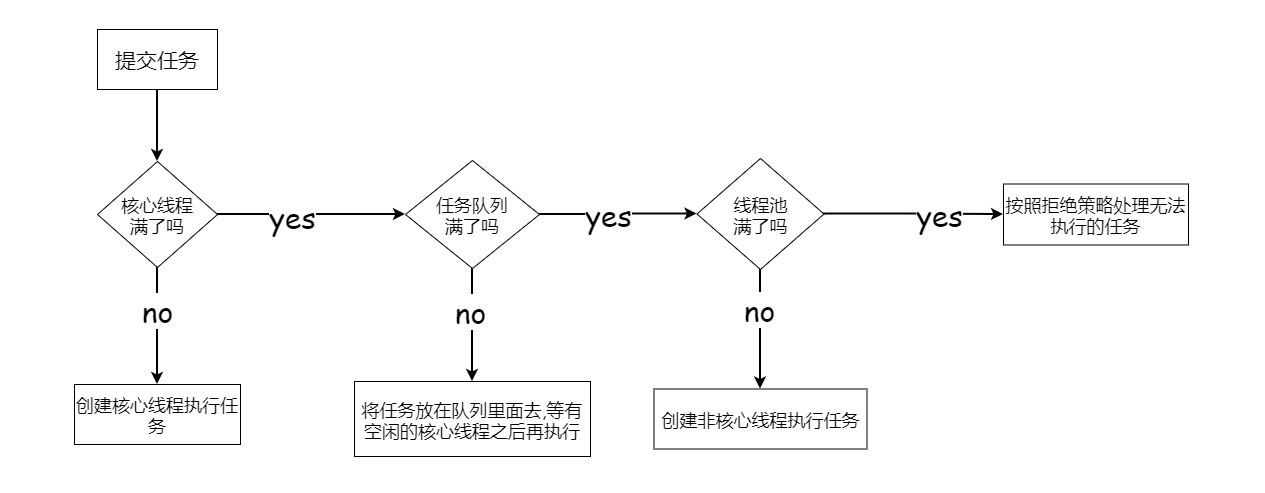 提交任务
核心线程
满了吗
yes
任务队列
满了吗
yes
线程池
满了吗
yes
按照拒绝策略处理无法
执行的任务
no
no
no
创建核心线程执行任
务
将任务放在队列里面去,等有
空闲的核心线程之后再执行
创建非核心线程执行任务